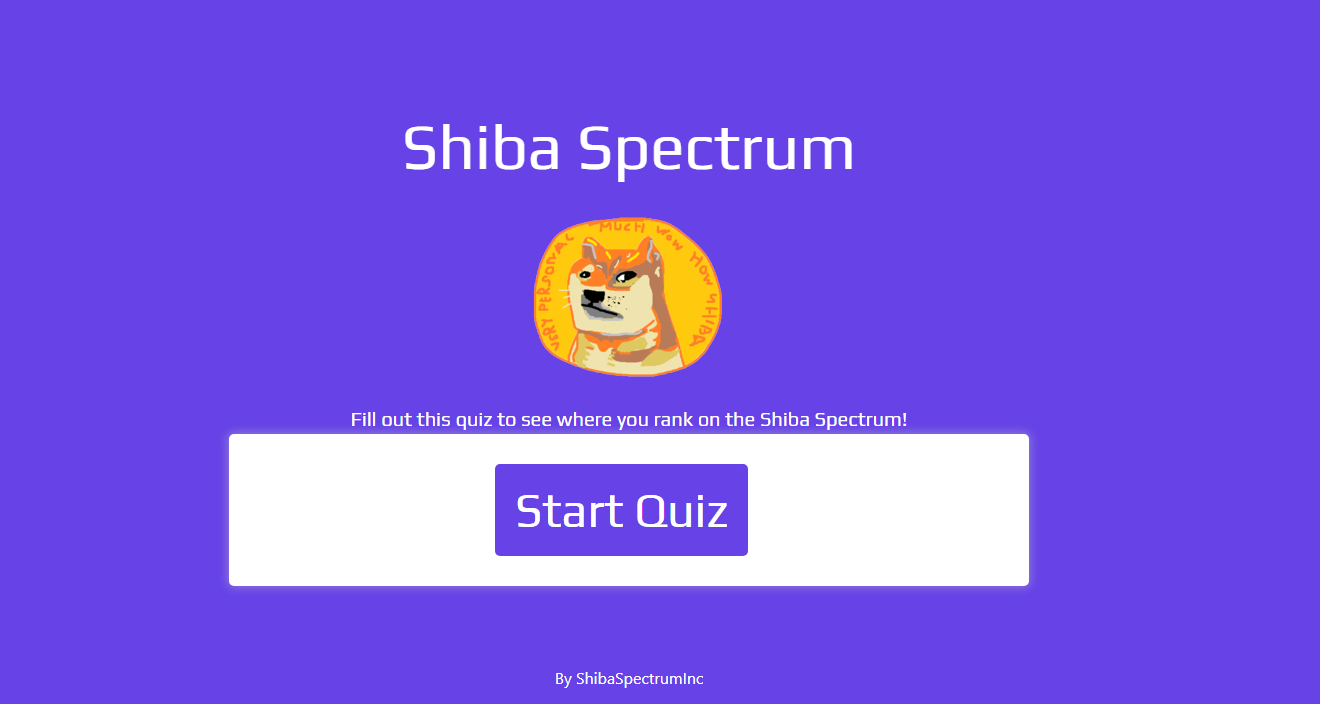 Shiba Spectrum
VERY PERSONAL MUCH WOW HOW SHIBA
Fill out this quiz to see where you rank on the Shiba Spectrum!
Start Quiz
By ShibaSpectrumInc